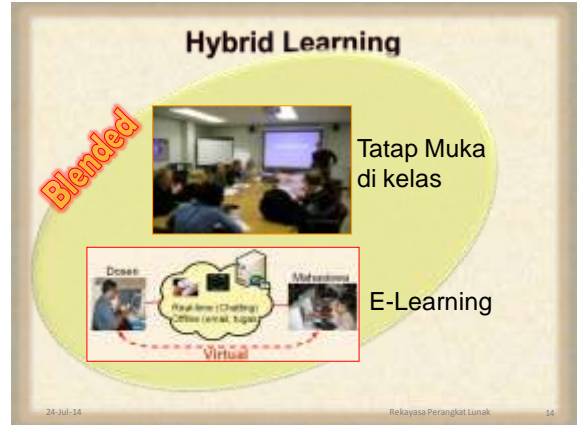 Hybrid Learning
Blended
Tatap Muka
di kelas
Dosen
Mahasiswa
Real-time (Chatting)
Offline (email, tugas)
Virtual
E-Learning
24-Jul-14
Rekayasa Perangkat Lunak
14